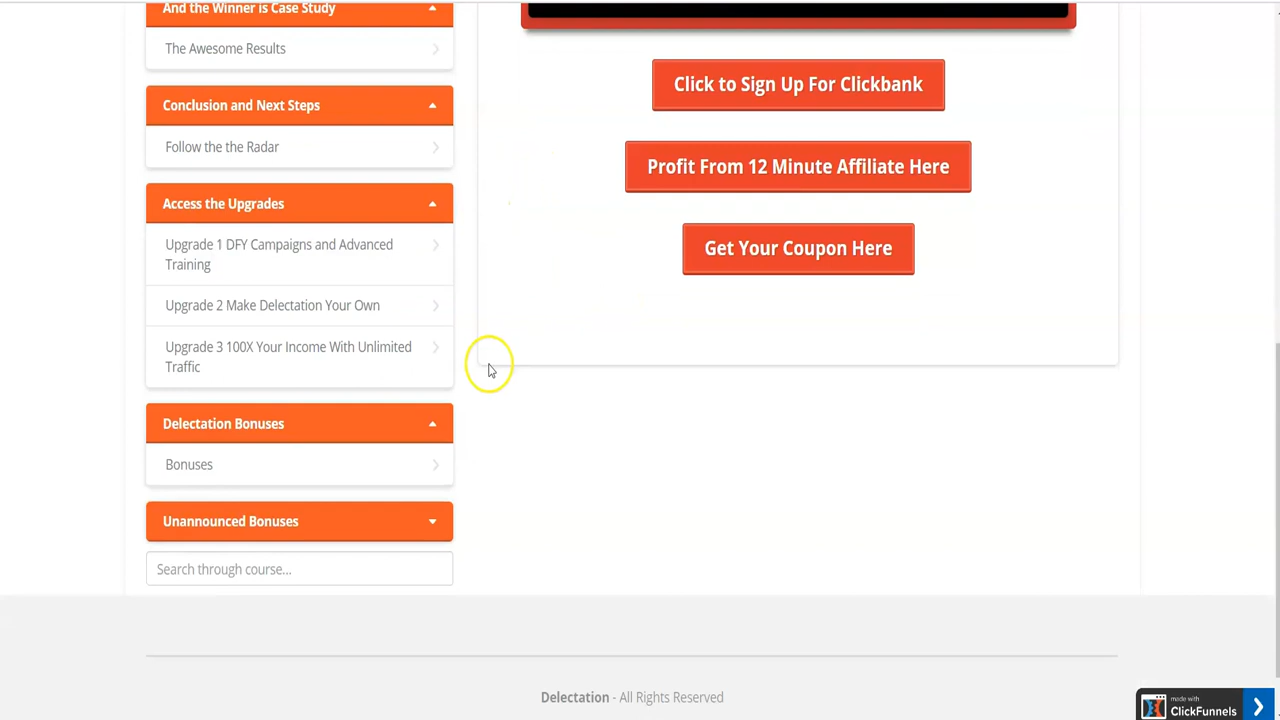 And the Winner is Case Study
The Awesome Results
Conclusion and Next Steps
Follow the the Radar
Access the Upgrades
Upgrade 1 DFY Campaigns and Advanced
Training
Upgrade 2 Make Delectation Your Own
Upgrade 3 100X Your Income With Unlimited
Traffic
Delectation Bonuses
Bonuses
Unannounced Bonuses
Search through course...
Click to Sign Up For Clickbank
Profit From 12 Minute Affiliate Here
Get Your Coupon Here
Delectation - All Rights Reserved
made with
ClickFunnels